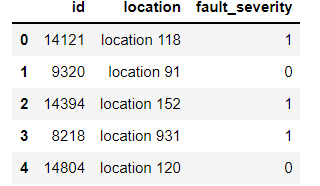 id location fault_severity
0 14121 location 118 1
1 9320 location 91 0
2 14394 location 152 1
3 8218 location 931 1
4 14804 location 120 0